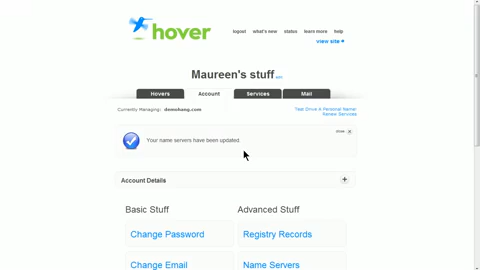 hover
logout what's new status learn more help
view site
Maureen's stuff
Hovers Account Services Mail
Currently Managing: demohang.com
Test Drive A Personal Name!
Renew Services
close
Your name servers have been updated.
Account Details
Basic Stuff Advanced Stuff
Change Password Registry Records
Change Email Name Servers